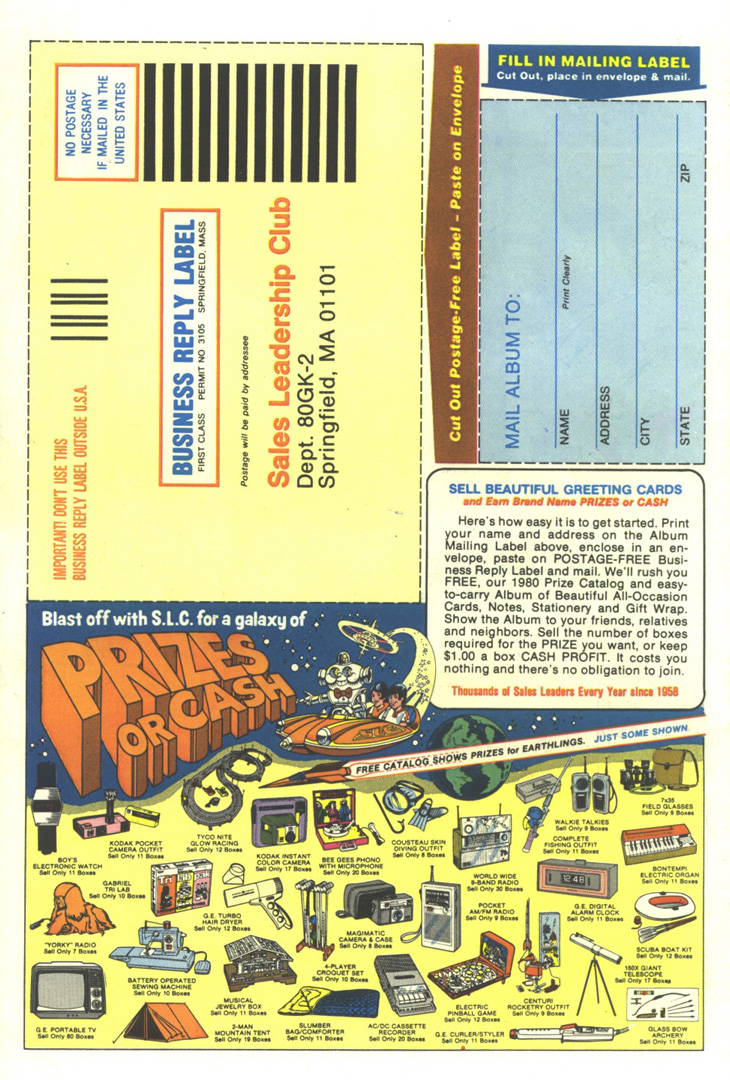 NO POSTAGE
NECESSARY
IF MAILED IN THE
UNITED STATES
IMPORTANT! DON'T USE THIS
BUSINESS REPLY LABEL OUTSIDE U.S.A.
BUSINESS REPLY LABEL
FIRST CLASS PERMIT NO 3105 SPRINGFIELD, MASS
Postage will be paid by addressee
Sales Leadership Club
Dept. 80GK-2
Springfield, MA 01101
Cut Out Postage-Free Label – Paste on Envelope
FILL IN MAILING LABEL
Cut Out, place in envelope & mail.
MAIL ALBUM TO:
NAME
Print Clearly
ADDRESS
CITY
STATE ZIP
SELL BEAUTIFUL GREETING CARDS
and Earn Brand Name PRIZES or CASH
Here's how easy it is to get started. Print
your name and address on the Album
Mailing Label above, enclose in an en-
velope, paste on POSTAGE-FREE Busi-
ness Reply Label and mail. We'll rush you
FREE, our 1980 Prize Catalog and easy-
to-carry Album of Beautiful All-Occasion
Cards, Notes, Stationery and Gift Wrap.
Show the Album to your friends, relatives
and neighbors. Sell the number of boxes
required for the PRIZE you want, or keep
$1.00 a box CASH PROFIT. It costs you
nothing and there's no obligation to join.
Thousands of Sales Leaders Every Year since 1958
Blast off with S.L.C. for a galaxy of
PRIZES
OR CASH
FREE CATALOG SHOWS PRIZES for EARTHLINGS. JUST SOME SHOWN
BOY'S
ELECTRONIC WATCH
Sell Only 11 Boxes
KODAK POCKET
CAMERA OUTFIT
Sell Only 11 Boxes
TYCO NITE
GLOW RACING
Sell Only 12 Boxes
KODAK INSTANT
COLOR CAMERA
Sell Only 17 Boxes
BEE GEES PHONO
WITH MICROPHONE
Sell Only 20 Boxes
COUSTEAU SKIN
DIVING OUTFIT
Sell Only 8 Boxes
WORLD WIDE
9-BAND RADIO
Sell Only 30 Boxes
COMPLETE
FISHING OUTFIT
Sell Only 11 Boxes
WALKIE TALKIES
Sell Only 9 Boxes
7x35
FIELD GLASSES
Sell Only 9 Boxes
BONTEMPI
ELECTRIC ORGAN
Sell Only 11 Boxes
"YORKY" RADIO
Sell Only 7 Boxes
GABRIEL
TRI LAB
Sell Only 10 Boxes
Tri Lab pak
G.E. TURBO
HAIR DRYER
Sell Only 12 Boxes
MAGIMATIC
CAMERA & CASE
Sell Only 8 Boxes
POCKET
AM/FM RADIO
Sell Only 9 Boxes
12:48
G.E. DIGITAL
ALARM CLOCK
Sell Only 11 Boxes
SCUBA BOAT KIT
Sell Only 12 Boxes
G.E. PORTABLE TV
Sell Only 80 Boxes
BATTERY OPERATED
SEWING MACHINE
Sell Only 10 Boxes
MUSICAL
JEWELRY BOX
Sell Only 11 Boxes
4-PLAYER
CROQUET SET
Sell Only 10 Boxes
2-MAN
MOUNTAIN TENT
Sell Only 19 Boxes
SLUMBER
BAG/COMFORTER
Sell Only 11 Boxes
AC/DC CASSETTE
RECORDER
Sell Only 20 Boxes
ELECTRIC
PINBALL GAME
Sell Only 12 Boxes
CENTURI
ROCKETRY OUTFIT
Sell Only 9 Boxes
150X GIANT
TELESCOPE
Sell Only 17 Boxes
G.E. CURLER/STYLER
Sell Only 11 Boxes
GLASS BOW
ARCHERY
Sell Only 11 Boxes